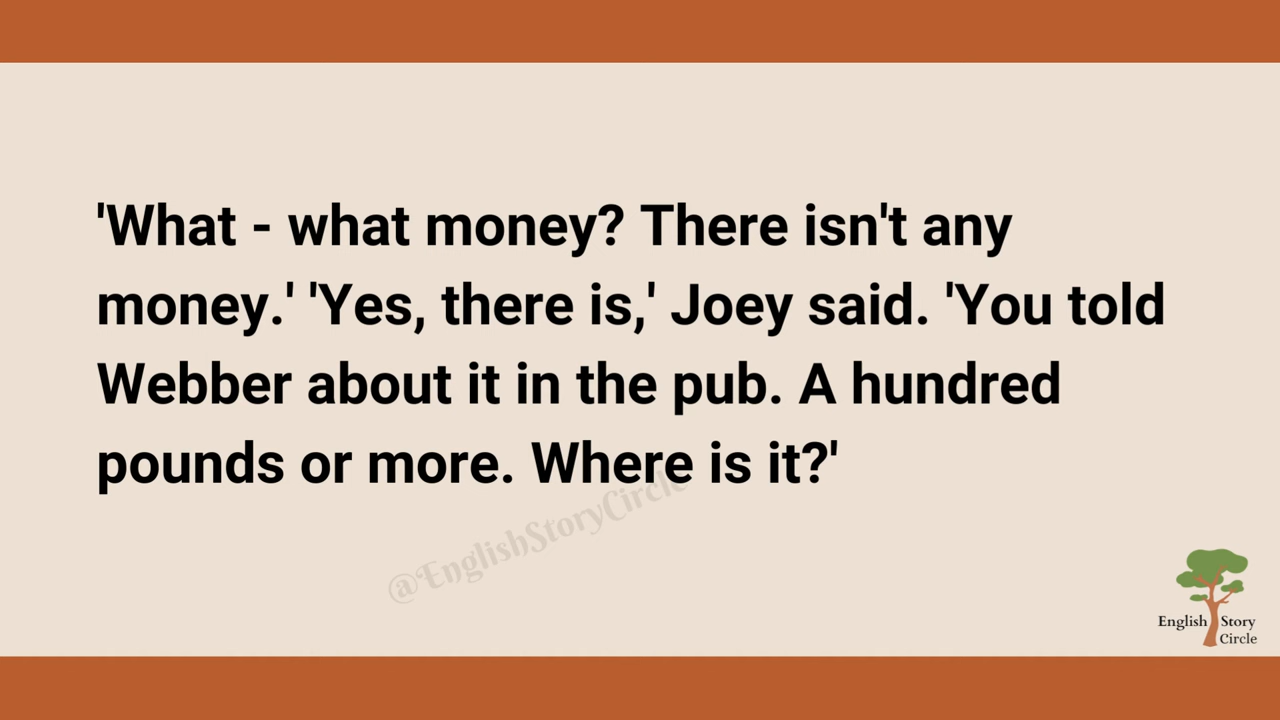 'What - what money? There isn't any
money.' 'Yes, there is,' Joey said. 'You told
Webber about it in the pub. A hundred
pounds or more. Where is it?'
@EnglishStoryCircle
English Story
Circle